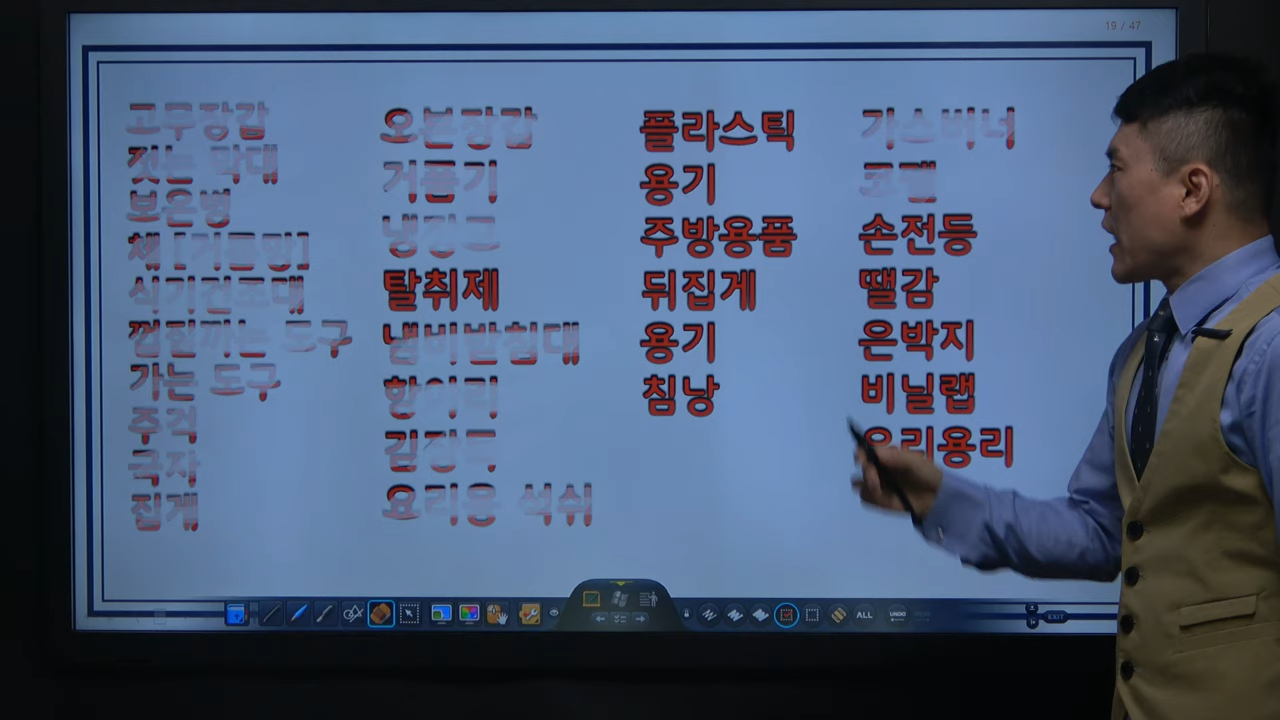 19 / 47
고무장갑
젓는 막대
보온병
채 [거름망]
식기건조대
껍질까는 도구
가는 도구
주걱
국자
집게
오븐장갑
거품기
냉장고
탈취제
냄비받침대
항아리
김장독
요리용 석쇠
플라스틱
용기
주방용품
뒤집게
용기
침낭
가스버너
코펠
손전등
땔감
은박지
비닐랩
요리용리
ALL
UNDO
EXIT